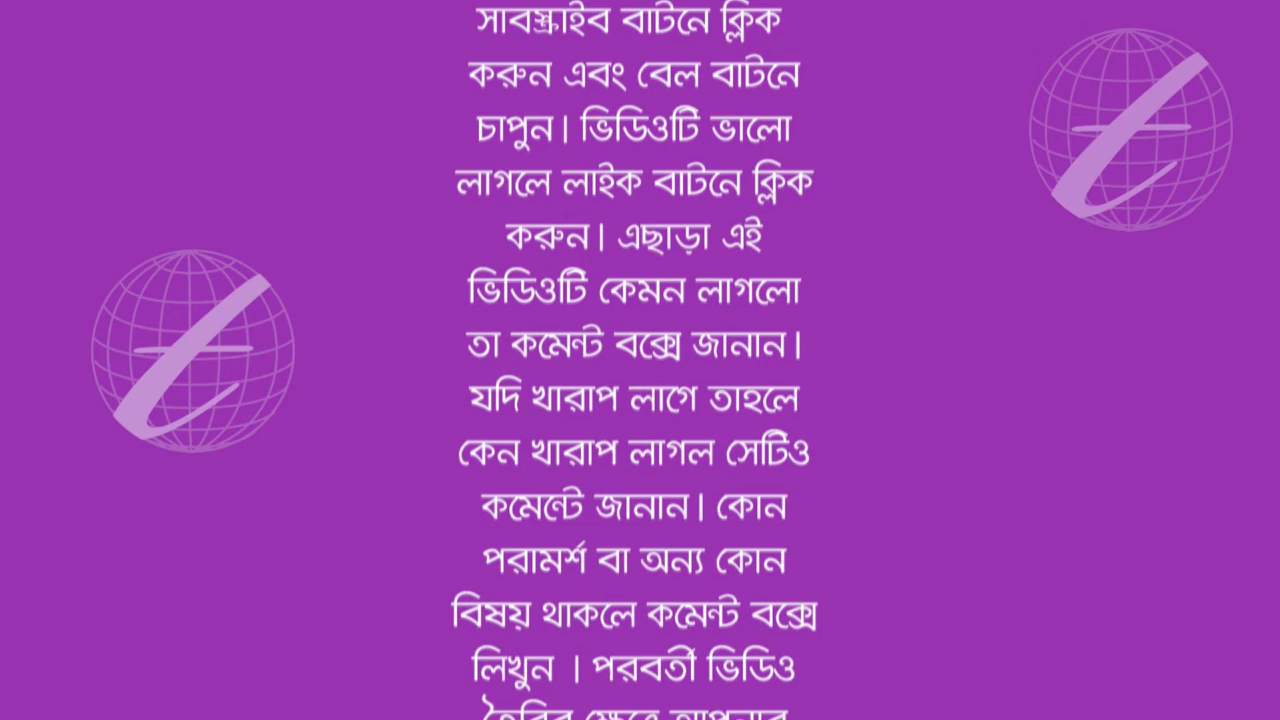 সাবস্ক্রাইব বাটনে ক্লিক
করুন এবং বেল বাটনে
চাপুন। ভিডিওটি ভালো
লাগলে লাইক বাটনে ক্লিক
করুন। এছাড়া এই
ভিডিওটি কেমন লাগলো
তা কমেন্ট বক্সে জানান।
যদি খারাপ লাগে তাহলে
কেন খারাপ লাগল সেটিও
কমেন্টে জানান। কোন
পরামর্শ বা অন্য কোন
বিষয় থাকলে কমেন্ট বক্সে
লিখুন । পরবর্তী ভিডিও
তৈরির ক্ষেত্রে আপনার